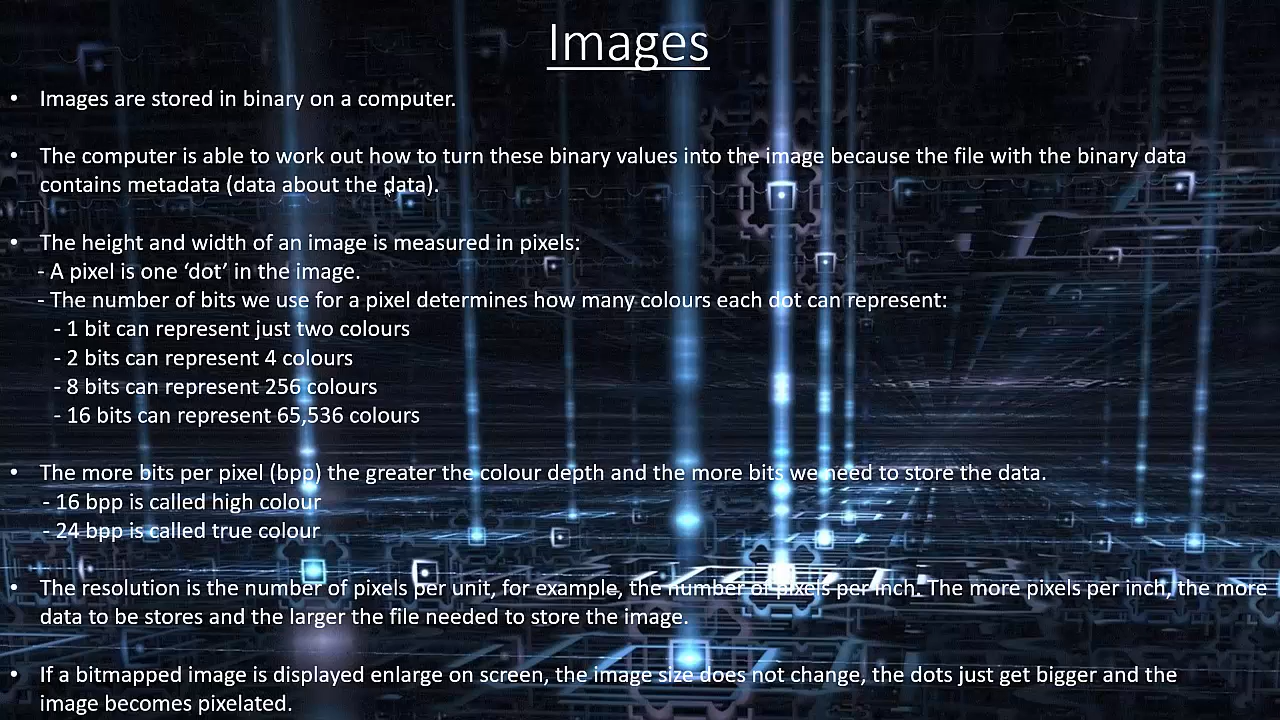 Images
• Images are stored in binary on a computer.
• The computer is able to work out how to turn these binary values into the image because the file with the binary data
contains metadata (data about the data).
• The height and width of an image is measured in pixels:
- A pixel is one ‘dot’ in the image.
- The number of bits we use for a pixel determines how many colours each dot can represent:
- 1 bit can represent just two colours
- 2 bits can represent 4 colours
- 8 bits can represent 256 colours
- 16 bits can represent 65,536 colours
• The more bits per pixel (bpp) the greater the colour depth and the more bits we need to store the data.
- 16 bpp is called high colour
- 24 bpp is called true colour
• The resolution is the number of pixels per unit, for example, the number of pixels per inch. The more pixels per inch, the more
data to be stores and the larger the file needed to store the image.
• If a bitmapped image is displayed enlarge on screen, the image size does not change, the dots just get bigger and the
image becomes pixelated.